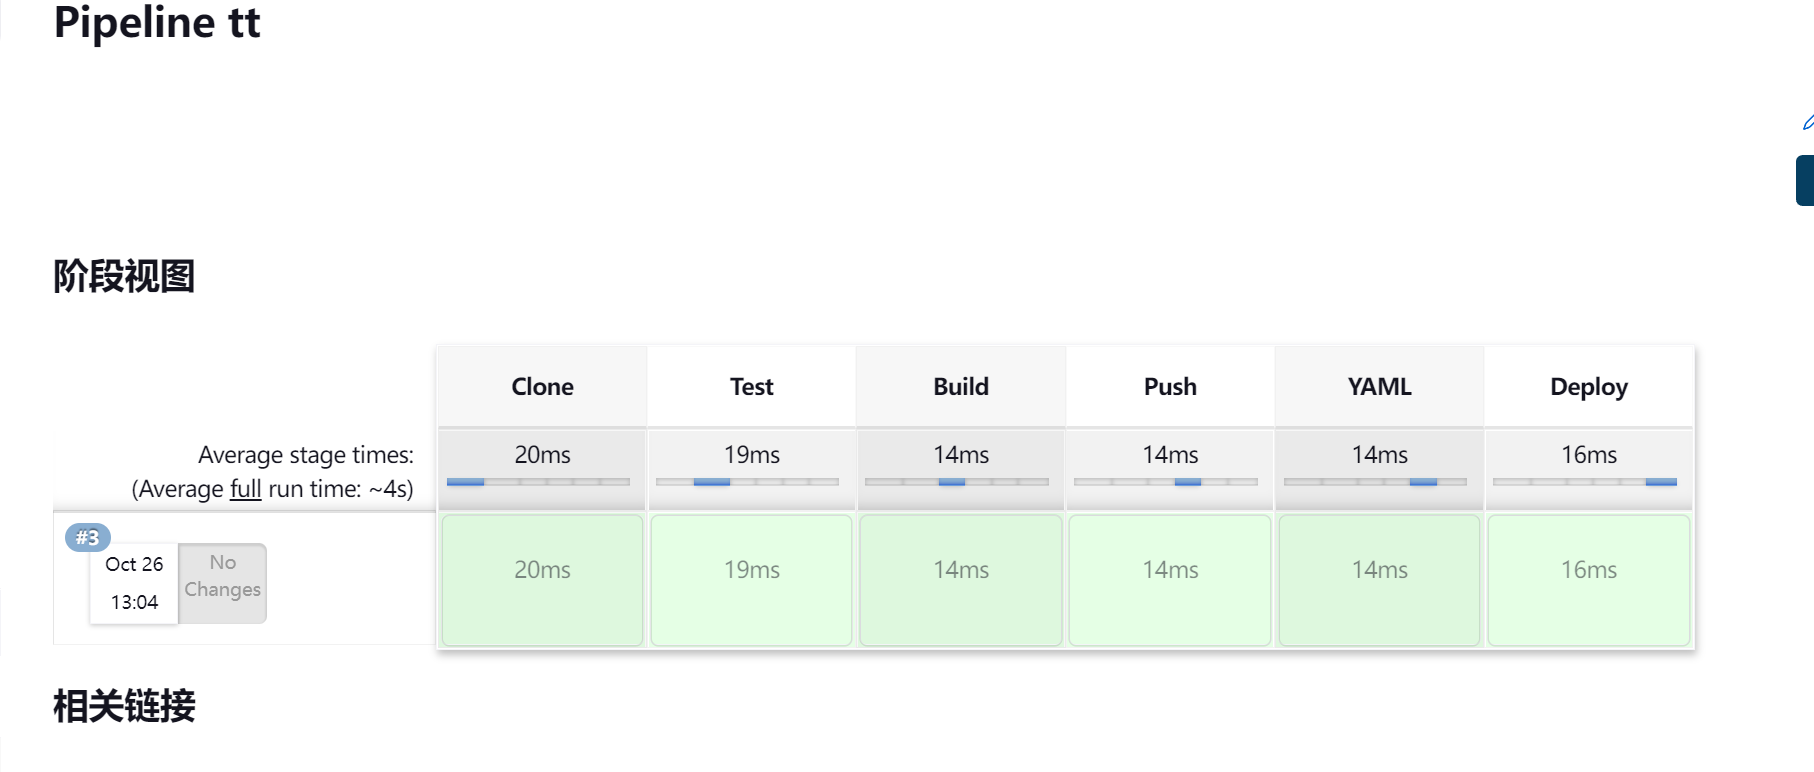 Pipeline tt
阶段视图
Clone Test Build Push YAML Deploy
Average stage times: 20ms 19ms 14ms 14ms 14ms 16ms
(Average full run time: ~4s)
#3
Oct 26 No
Changes
13:04
20ms 19ms 14ms 14ms 14ms 16ms
相关链接